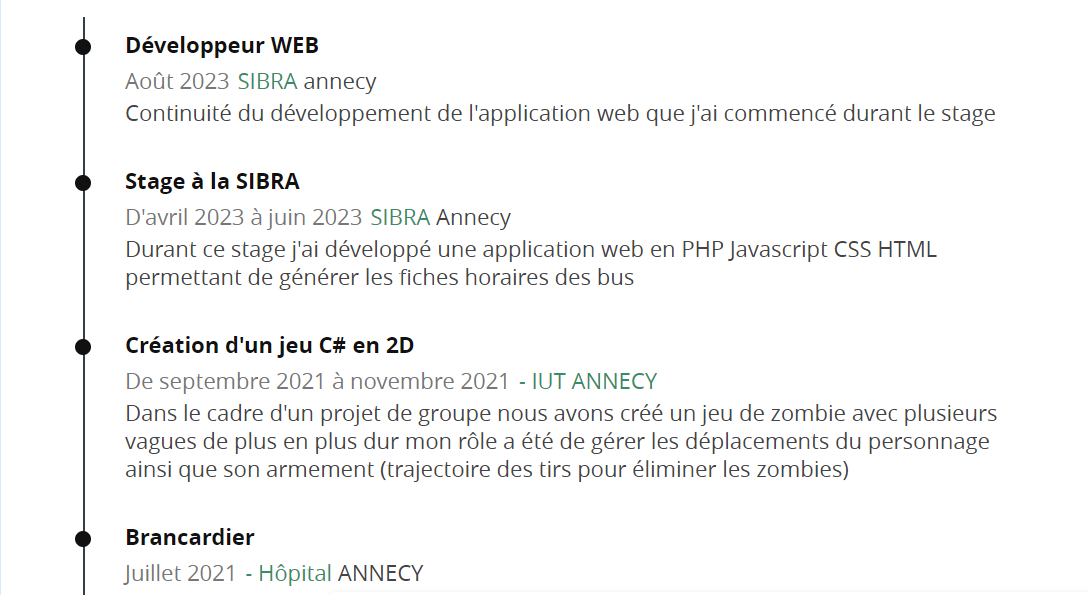 Développeur WEB
Août 2023 SIBRA annecy
Continuité du développement de l'application web que j'ai commencé durant le stage
Stage à la SIBRA
D'avril 2023 à juin 2023 SIBRA Annecy
Durant ce stage j'ai développé une application web en PHP Javascript CSS HTML
permettant de générer les fiches horaires des bus
Création d'un jeu C# en 2D
De septembre 2021 à novembre 2021 - IUT ANNECY
Dans le cadre d'un projet de groupe nous avons créé un jeu de zombie avec plusieurs
vagues de plus en plus dur mon rôle a été de gérer les déplacements du personnage
ainsi que son armement (trajectoire des tirs pour éliminer les zombies)
Brancardier
Juillet 2021 - Hôpital ANNECY